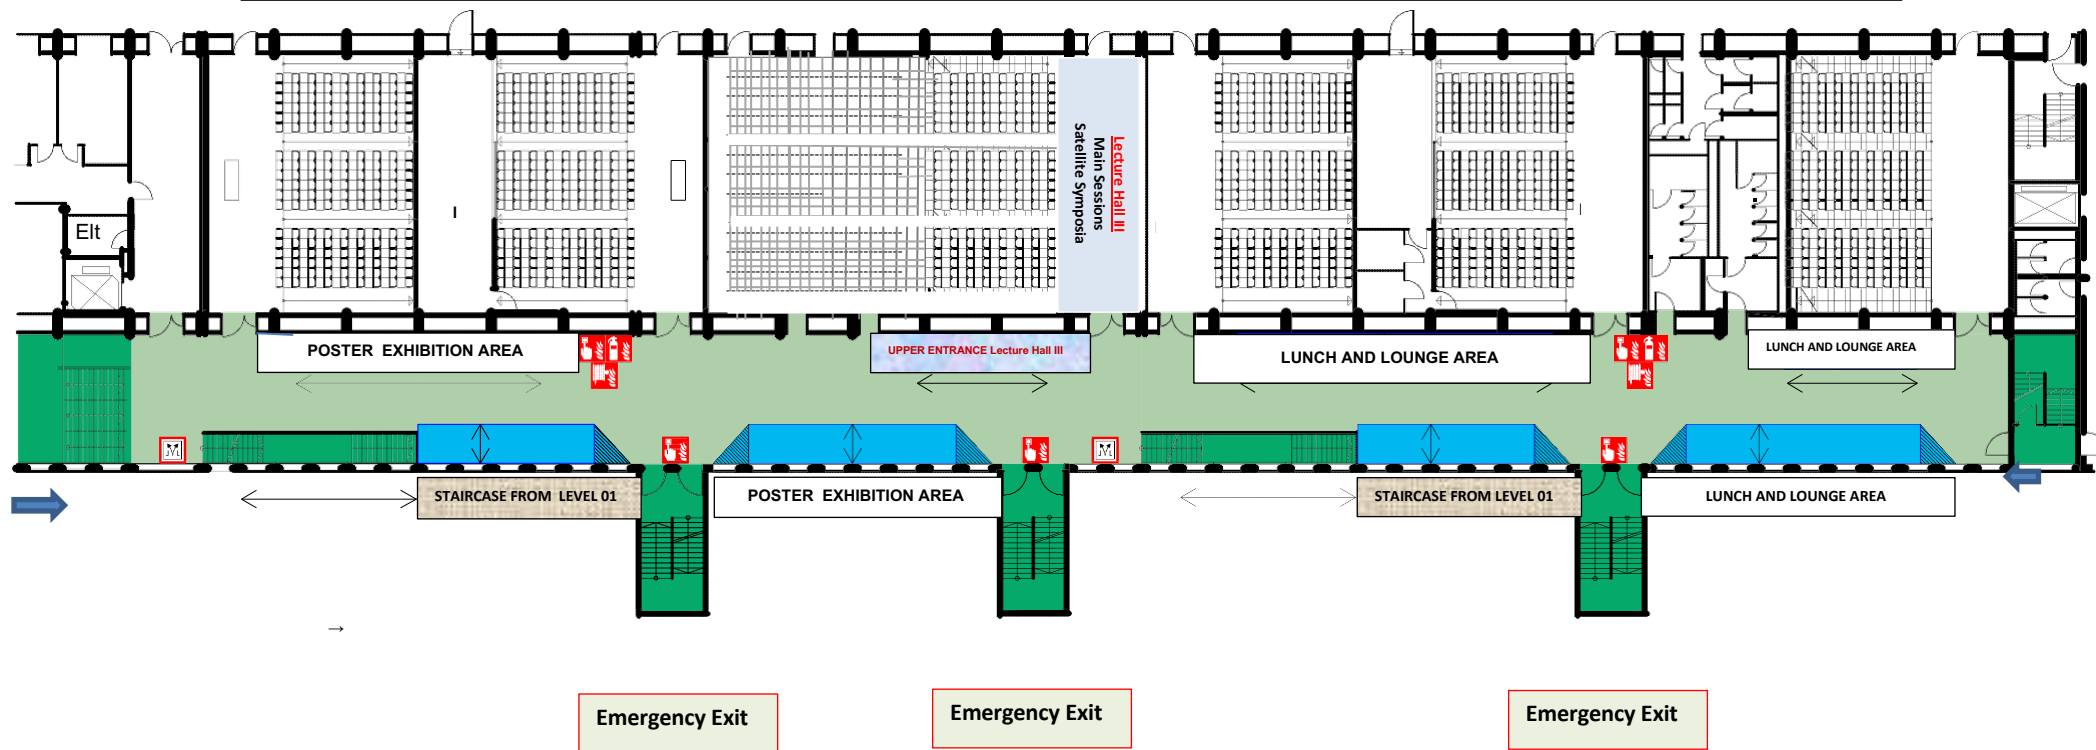 Lecture Hall III
Main Sessions
Satellite Symposia
Elt
I
POSTER EXHIBITION AREA
UPPER ENTRANCE Lecture Hall III
LUNCH AND LOUNGE AREA
LUNCH AND LOUNGE AREA
STAIRCASE FROM LEVEL 01
POSTER EXHIBITION AREA
STAIRCASE FROM LEVEL 01
LUNCH AND LOUNGE AREA
→
Emergency Exit
Emergency Exit
Emergency Exit